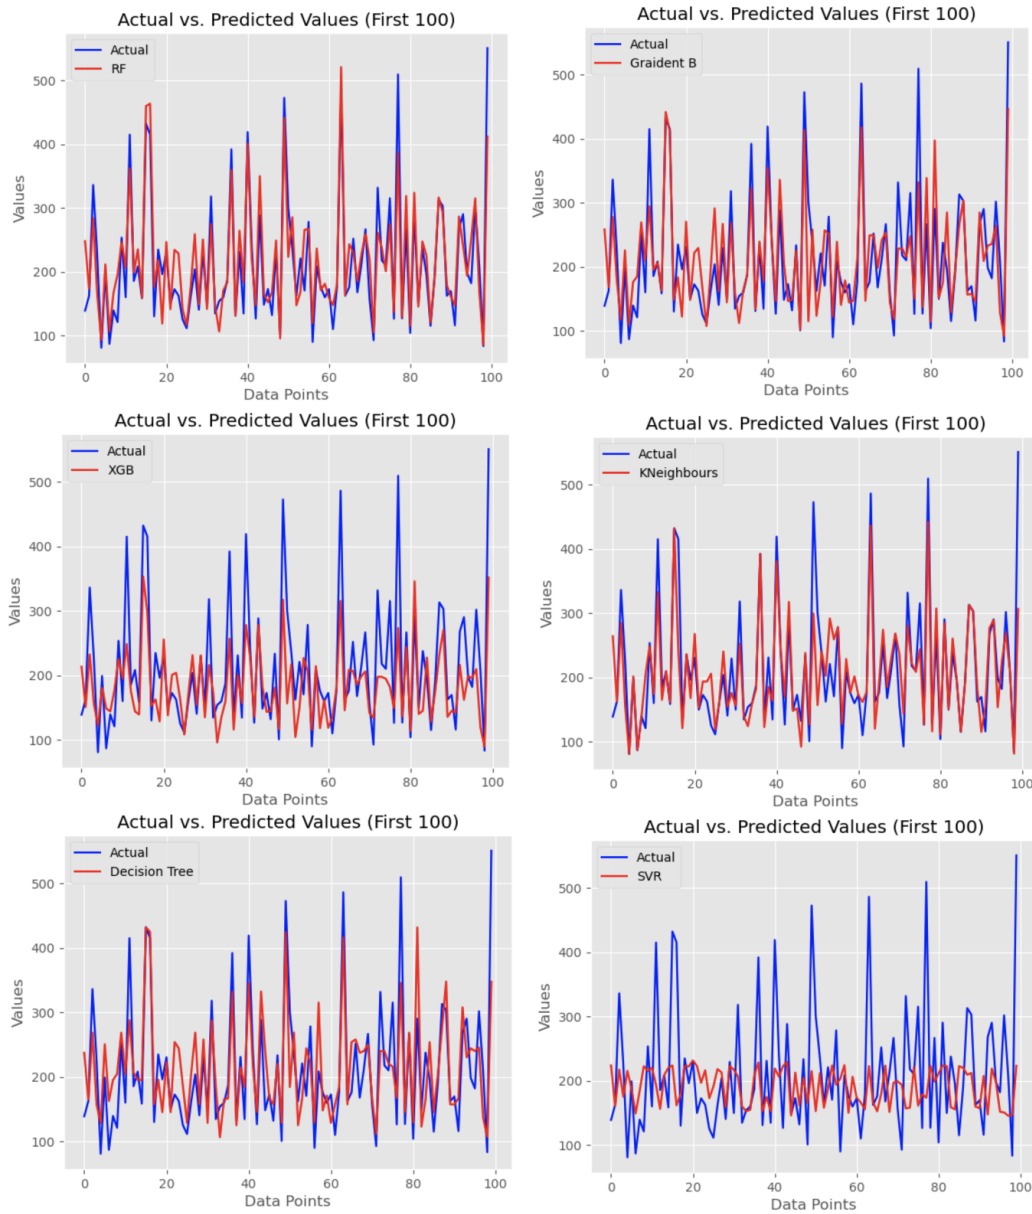 Actual vs. Predicted Values (First 100)
Actual
RF
500
400
300
200
100
Values
0 20 40 60 80 100
Data Points
Actual vs. Predicted Values (First 100)
Actual
Graident B
500
400
300
200
100
Values
0 20 40 60 80 100
Data Points
Actual vs. Predicted Values (First 100)
Actual
XGB
500
400
300
200
100
Values
0 20 40 60 80 100
Data Points
Actual vs. Predicted Values (First 100)
Actual
KNeighbours
500
400
300
200
100
Values
0 20 40 60 80 100
Data Points
Actual vs. Predicted Values (First 100)
Actual
Decision Tree
500
400
300
200
100
Values
0 20 40 60 80 100
Data Points
Actual vs. Predicted Values (First 100)
Actual
SVR
500
400
300
200
100
Values
0 20 40 60 80 100
Data Points